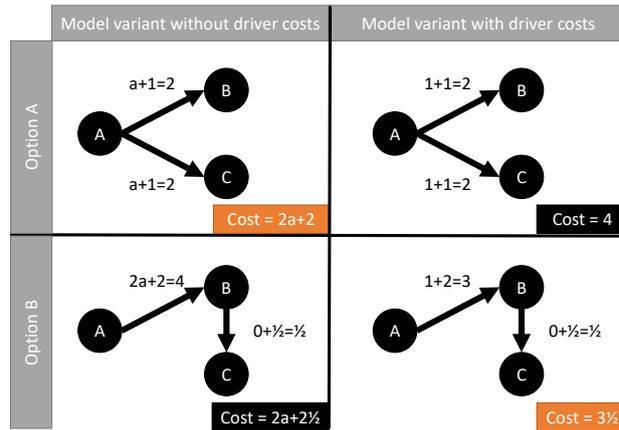 Model variant without driver costs
Model variant with driver costs
Option A
a+1=2
B
A
a+1=2
C
Cost = 2a+2
1+1=2
B
A
1+1=2
C
Cost = 4
Option B
2a+2=4
B
A
0+½=½
C
Cost = 2a+2½
1+2=3
B
A
0+½=½
C
Cost = 3½